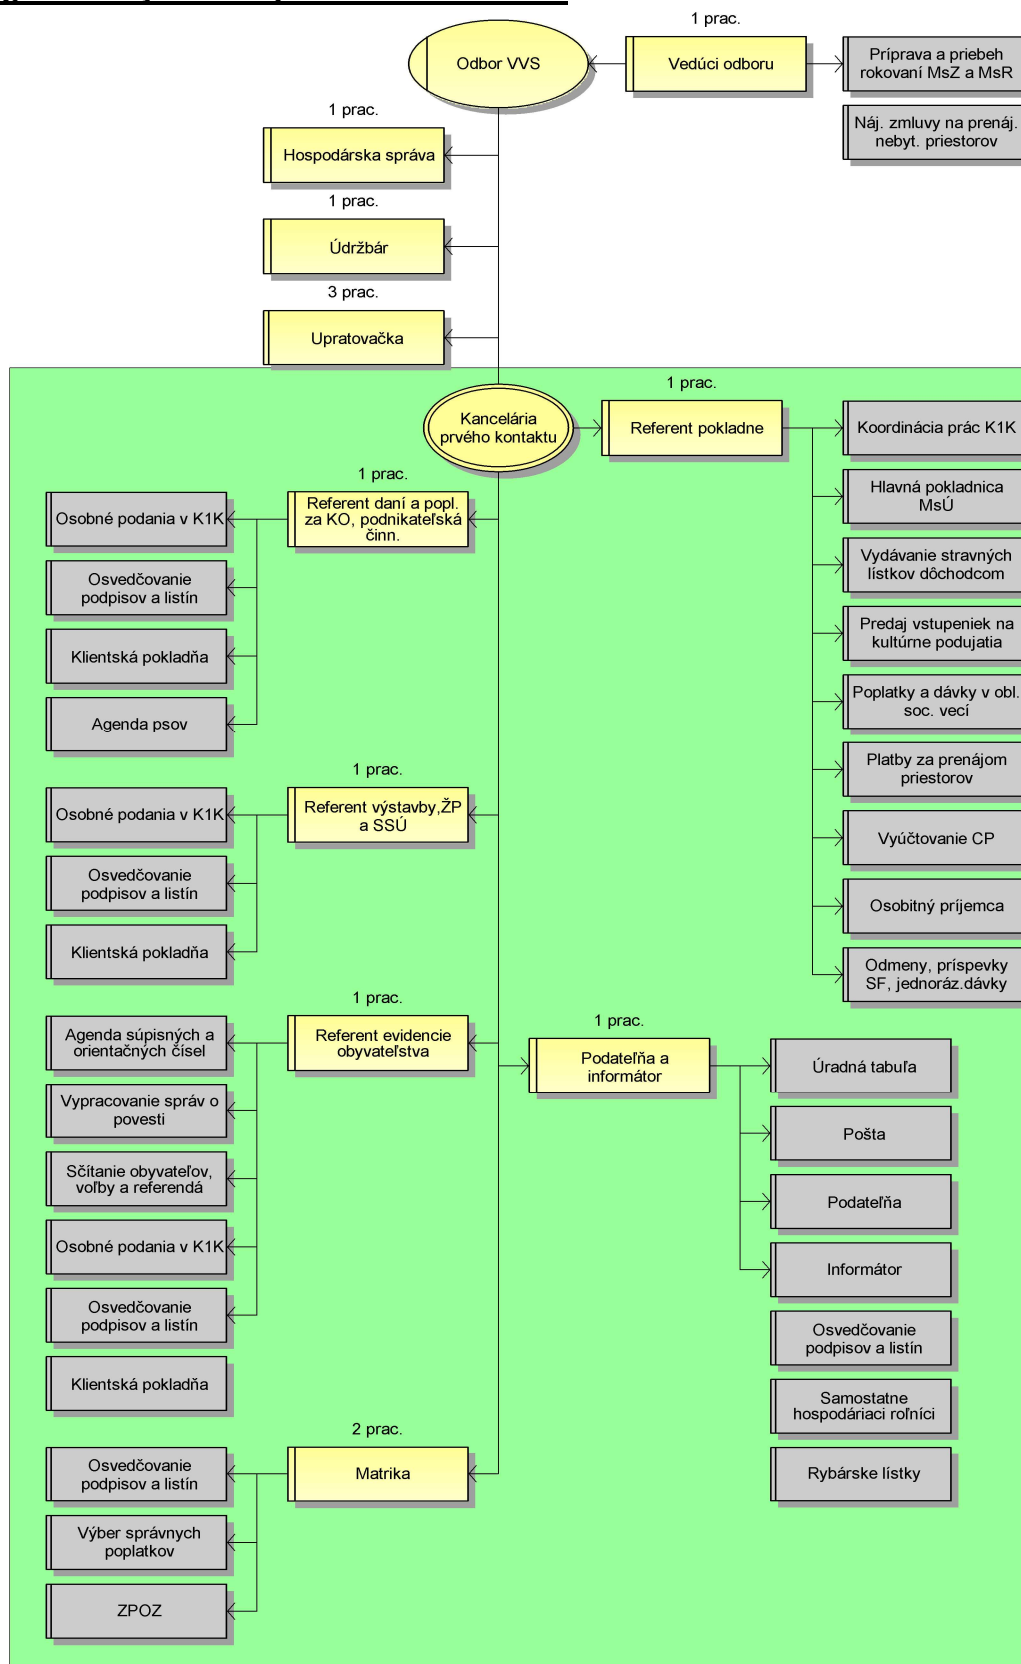 1 prac.
Odbor VVS
Vedúci odboru
Príprava a priebeh
rokovaní MsZ a MsR
Náj. zmluvy na prenáj.
nebyt. priestorov
1 prac.
Hospodárska správa
1 prac.
Údržbár
3 prac.
Upratovačka
Kancelária
prvého kontaktu
1 prac.
Referent pokladne
Koordinácia prác K1K
Hlavná pokladnica
MsÚ
Vydávanie stravných
lístkov dôchodcom
Predaj vstupeniek na
kultúrne podujatia
Poplatky a dávky v obl.
soc. vecí
Platby za prenájom
priestorov
Vyúčtovanie CP
Osobitný príjemca
Odmeny, príspevky
SF, jednoráz.dávky
1 prac.
Referent daní a popl.
za KO, podnikateľská
činn.
Osobné podania v K1K
Osvedčovanie
podpisov a listín
Klientská pokladňa
Agenda psov
1 prac.
Referent výstavby,ŽP
a SSÚ
Osobné podania v K1K
Osvedčovanie
podpisov a listín
Klientská pokladňa
1 prac.
Referent evidencie
obyvateľstva
Agenda súpisných a
orientačných čísel
Vypracovanie správ o
povesti
Sčítanie obyvateľov,
voľby a referendá
Osobné podania v K1K
Osvedčovanie
podpisov a listín
Klientská pokladňa
1 prac.
Podateľňa a
informátor
Úradná tabuľa
Pošta
Podateľňa
Informátor
Osvedčovanie
podpisov a listín
Samostatne
hospodáriaci roľníci
Rybárske lístky
2 prac.
Matrika
Osvedčovanie
podpisov a listín
Výber správnych
poplatkov
ZPOZ